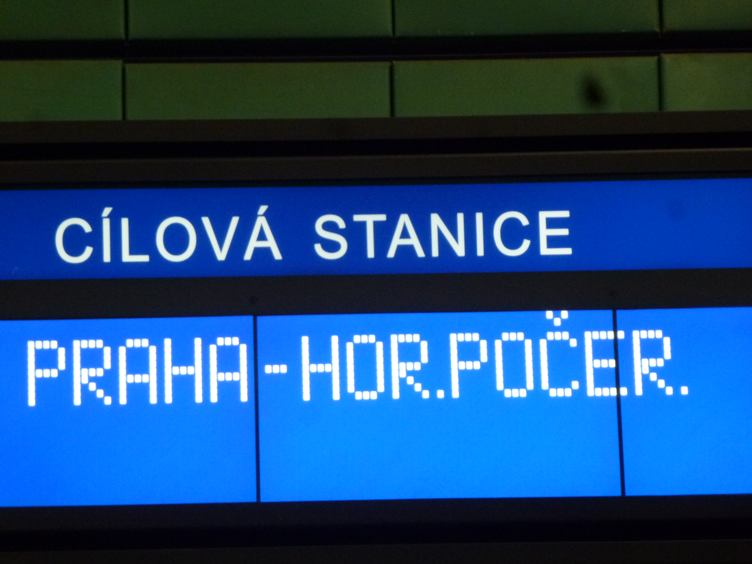 CÍLOVÁ STANICE
PRAHA-HOR.POČER.